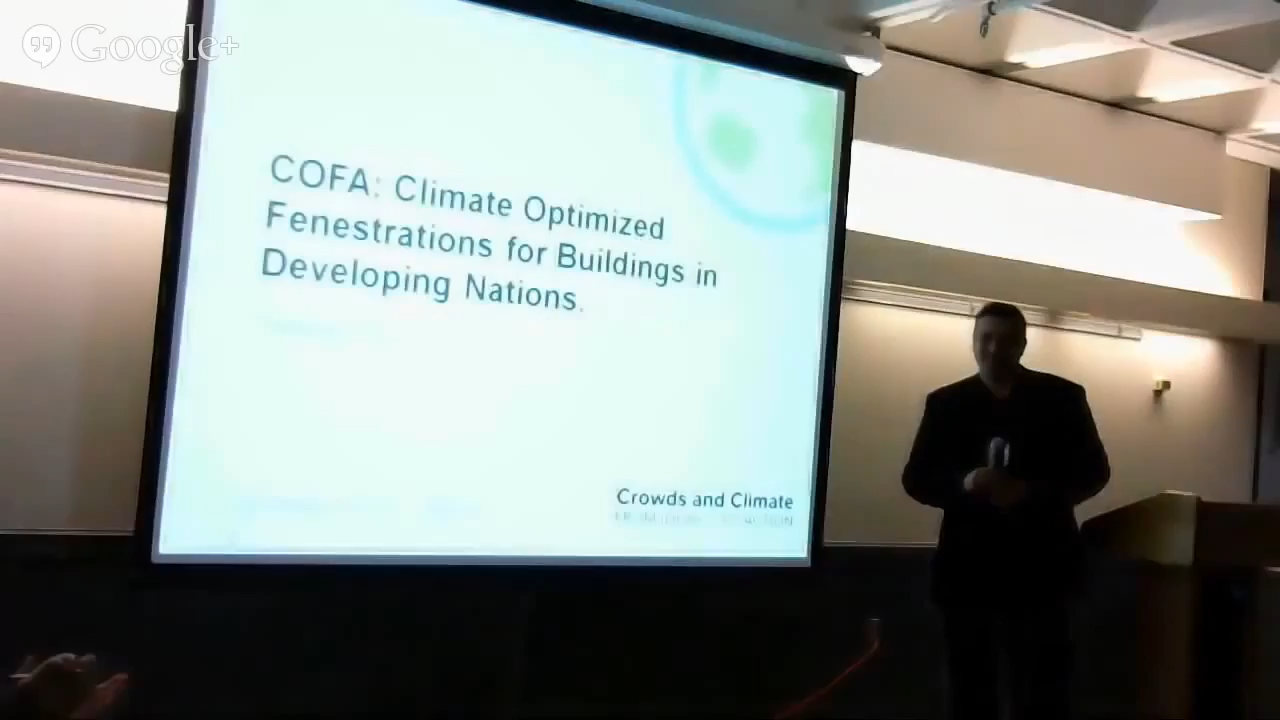 Google+
COFA: Climate Optimized
Fenestrations for Buildings in
Developing Nations.
Crowds and Climate